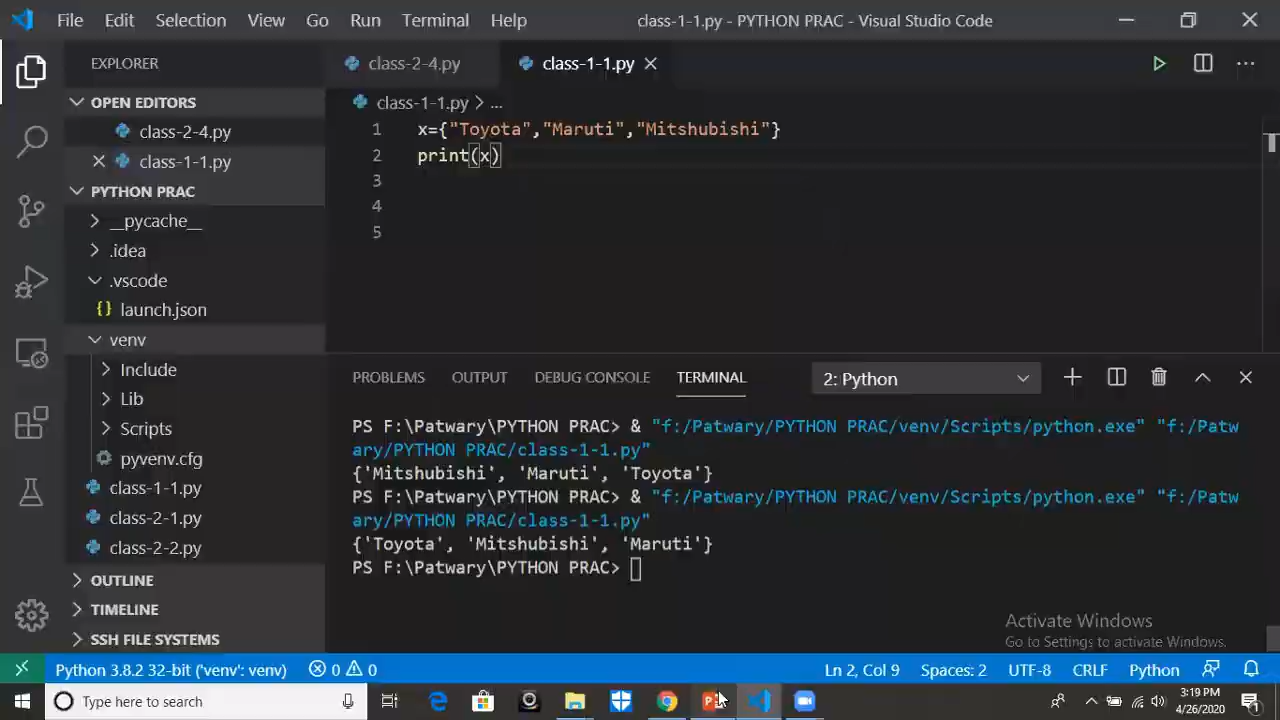 File Edit Selection View Go Run Terminal Help class-1-1.py - PYTHON PRAC - Visual Studio Code
EXPLORER
class-2-4.py class-1-1.py
OPEN EDITORS
class-2-4.py
class-1-1.py
PYTHON PRAC
__pycache__
.idea
.vscode
{} launch.json
venv
Include
Lib
Scripts
pyvenv.cfg
class-1-1.py
class-2-1.py
class-2-2.py
OUTLINE
TIMELINE
SSH FILE SYSTEMS
class-1-1.py > ...
1 x={"Toyota","Maruti","Mitshubishi"}
2 print(x)
3
4
5
PROBLEMS OUTPUT DEBUG CONSOLE TERMINAL 2: Python
PS F:\Patwary\PYTHON PRAC> & "f:/Patwary/PYTHON PRAC/venv/Scripts/python.exe" "f:/Patw
ary/PYTHON PRAC/class-1-1.py"
{'Mitshubishi', 'Maruti', 'Toyota'}
PS F:\Patwary\PYTHON PRAC> & "f:/Patwary/PYTHON PRAC/venv/Scripts/python.exe" "f:/Patw
ary/PYTHON PRAC/class-1-1.py"
{'Toyota', 'Mitshubishi', 'Maruti'}
PS F:\Patwary\PYTHON PRAC>
Activate Windows
Go to Settings to activate Windows.
Python 3.8.2 32-bit ('venv': venv) 0 0 Ln 2, Col 9 Spaces: 2 UTF-8 CRLF Python
Type here to search
3:19 PM
4/26/2020